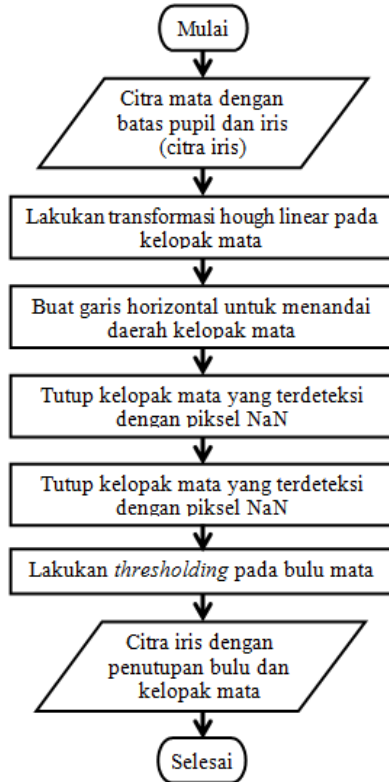 Mulai
Citra mata dengan
batas pupil dan iris
(citra iris)
Lakukan transformasi hough linear pada
kelopak mata
Buat garis horizontal untuk menandai
daerah kelopak mata
Tutup kelopak mata yang terdeteksi
dengan piksel NaN
Tutup kelopak mata yang terdeteksi
dengan piksel NaN
Lakukan thresholding pada bulu mata
Citra iris dengan
penutupan bulu dan
kelopak mata
Selesai